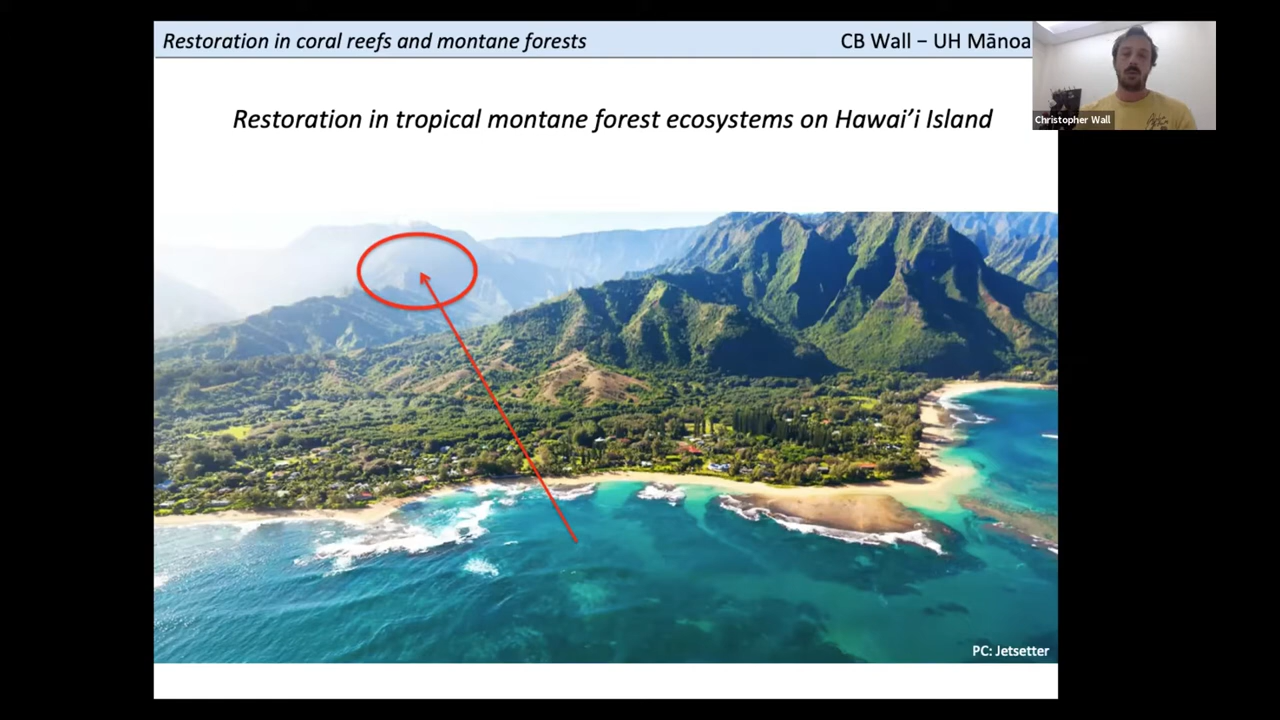 Restoration in coral reefs and montane forests
CB Wall – UH Mānoa
Restoration in tropical montane forest ecosystems on Hawai’i Island
Christopher Wall
PC: Jetsetter